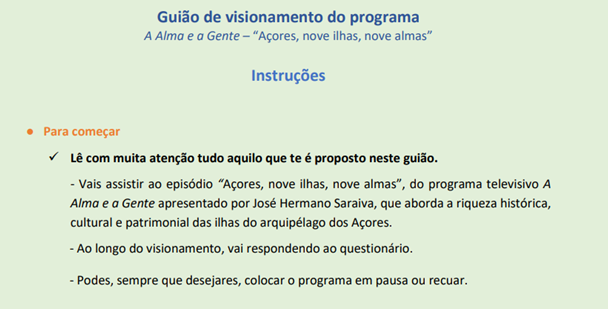 Guião de visionamento do programa
A Alma e a Gente – “Açores, nove ilhas, nove almas”
Instruções
● Para começar
✓ Lê com muita atenção tudo aquilo que te é proposto neste guião.
- Vais assistir ao episódio “Açores, nove ilhas, nove almas”, do programa televisivo A
Alma e a Gente apresentado por José Hermano Saraiva, que aborda a riqueza histórica,
cultural e patrimonial das ilhas do arquipélago dos Açores.
- Ao longo do visionamento, vai respondendo ao questionário.
- Podes, sempre que desejares, colocar o programa em pausa ou recuar.